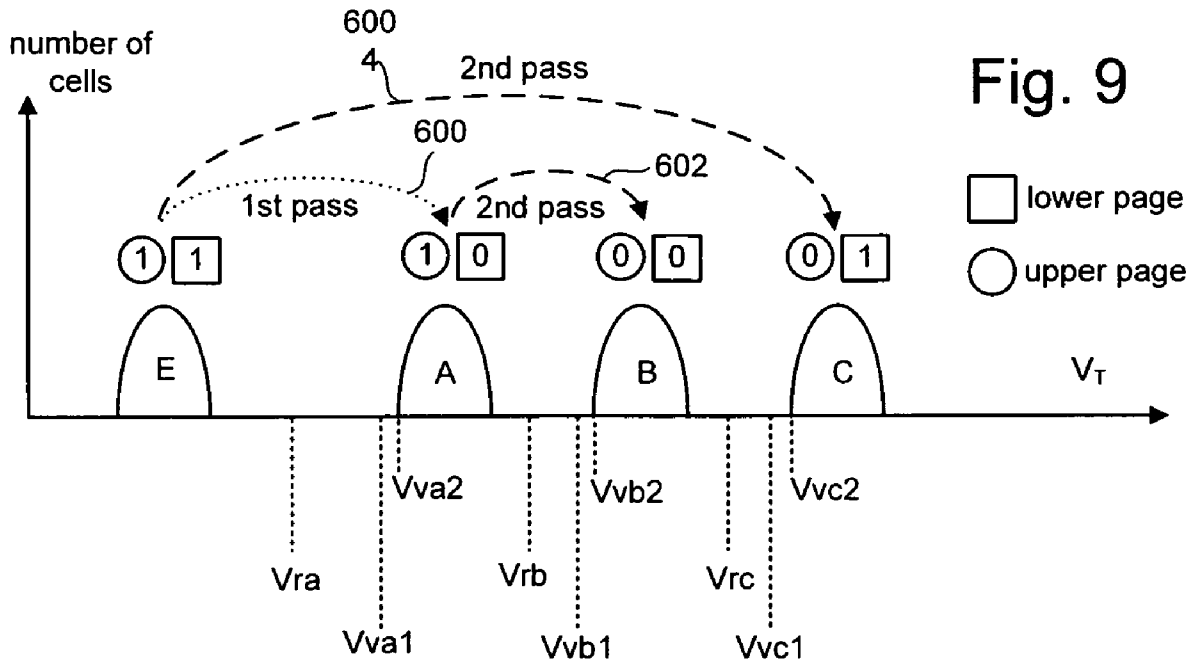 number of
cells
600
4
2nd pass
Fig. 9
600
602
1st pass
2nd pass
lower page
upper page
1 1
1 0
0 0
0 1
E
A
B
C
VT
Vva2
Vvb2
Vvc2
Vra
Vrb
Vrc
Vva1
Vvb1
Vvc1